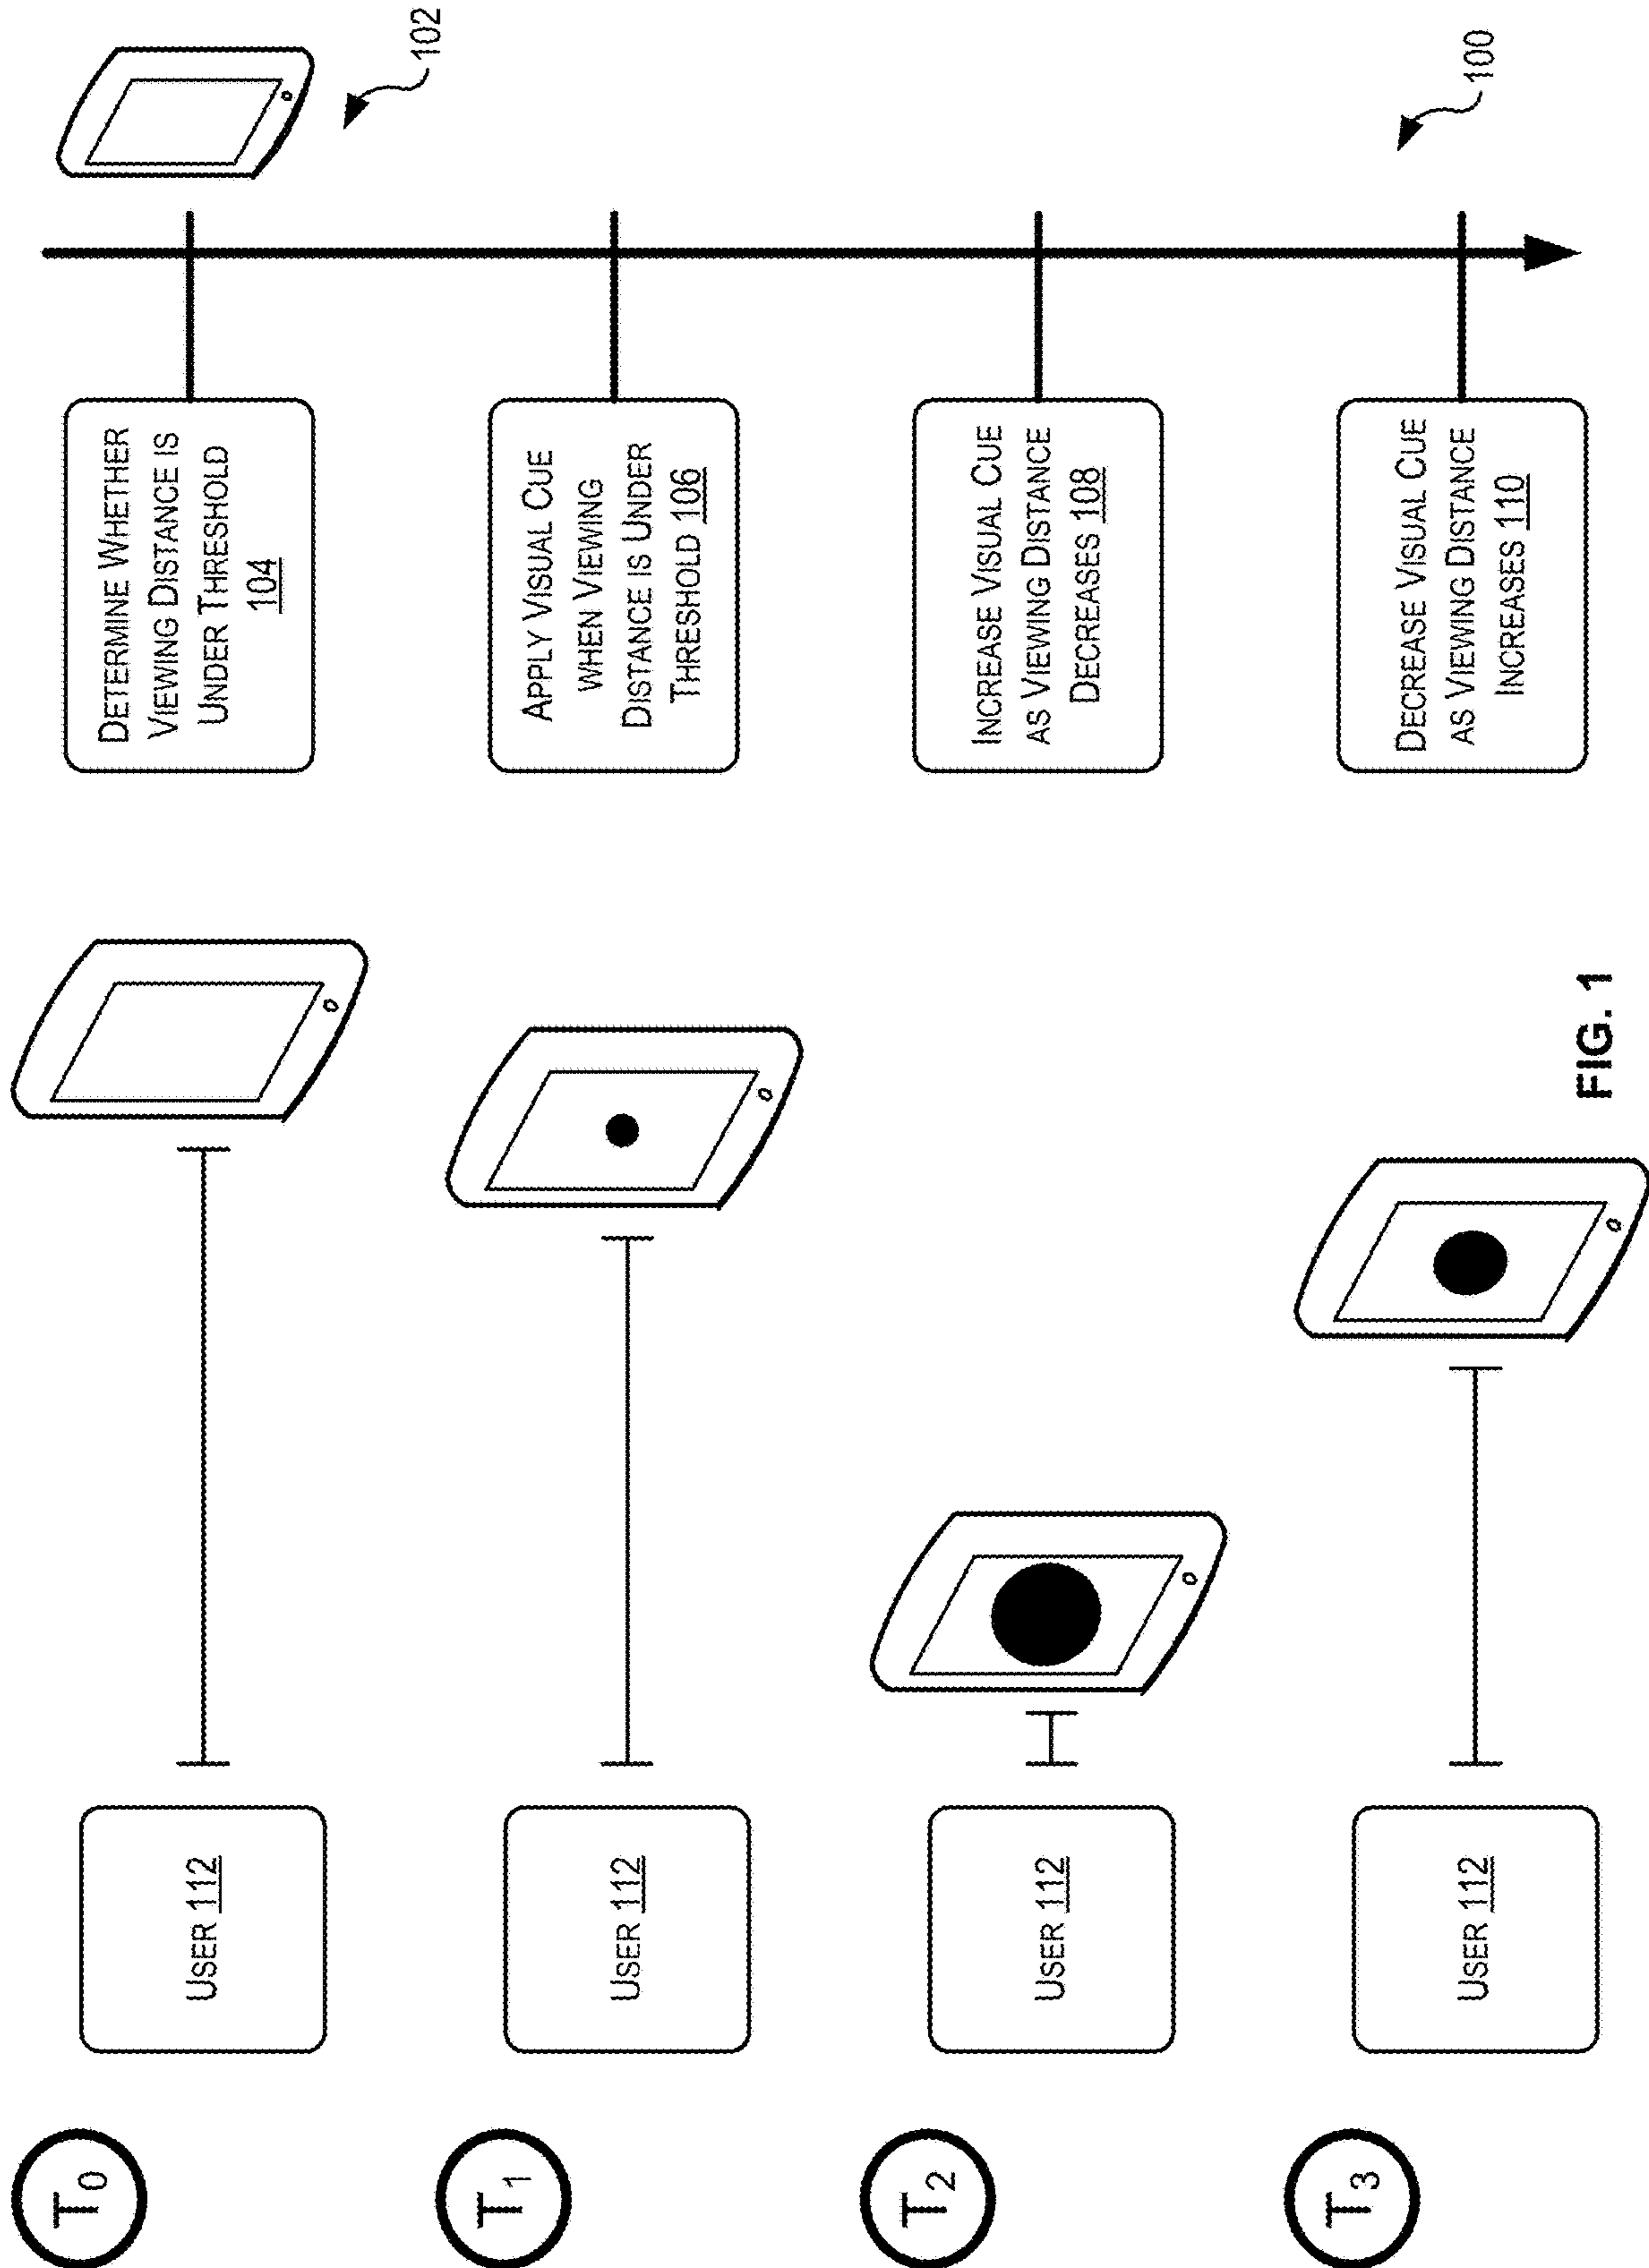 T0
USER 112
DETERMINE WHETHER
VIEWING DISTANCE IS
UNDER THRESHOLD
104
102
T1
USER 112
APPLY VISUAL CUE
WHEN VIEWING
DISTANCE IS UNDER
THRESHOLD 106
T2
USER 112
INCREASE VISUAL CUE
AS VIEWING DISTANCE
DECREASES 108
T3
USER 112
DECREASE VISUAL CUE
AS VIEWING DISTANCE
INCREASES 110
100
FIG. 1